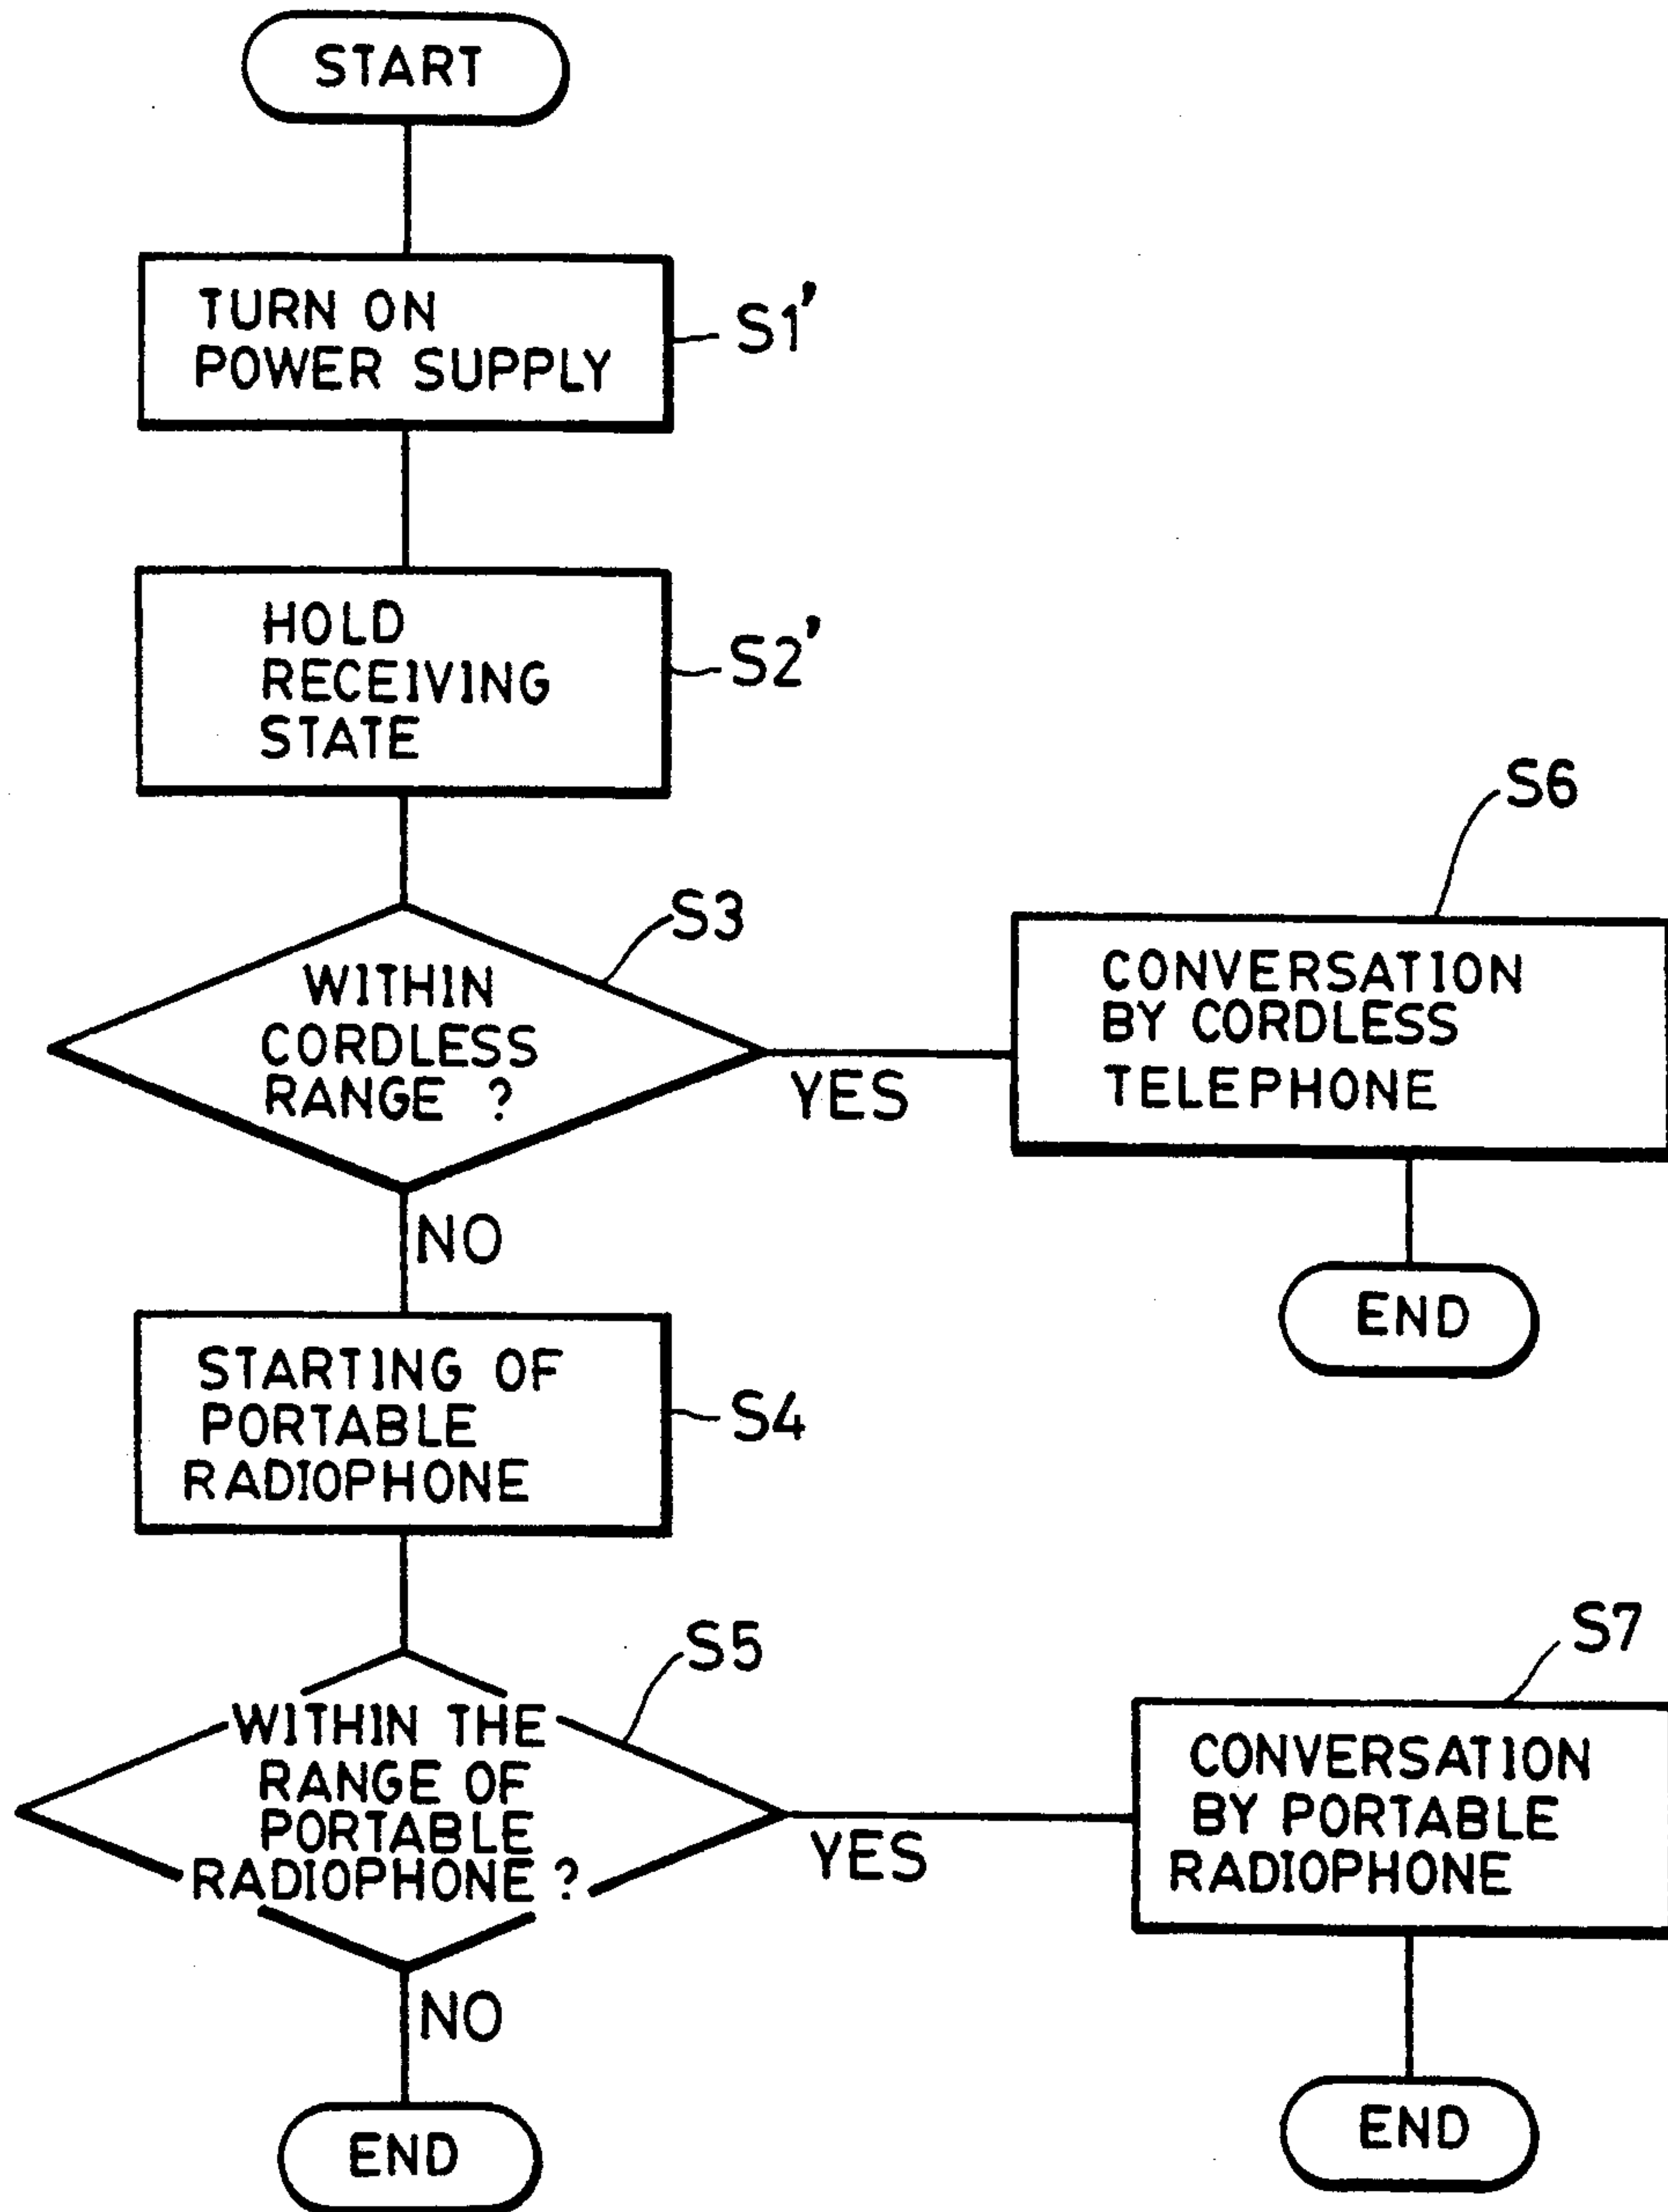 START
TURN ON
POWER SUPPLY
S1'
HOLD
RECEIVING
STATE
S2'
S3
WITHIN
CORDLESS
RANGE ?
YES
NO
S6
CONVERSATION
BY CORDLESS
TELEPHONE
END
STARTING OF
PORTABLE
RADIOPHONE
S4
S5
WITHIN THE
RANGE OF
PORTABLE
RADIOPHONE ?
YES
NO
S7
CONVERSATION
BY PORTABLE
RADIOPHONE
END
END